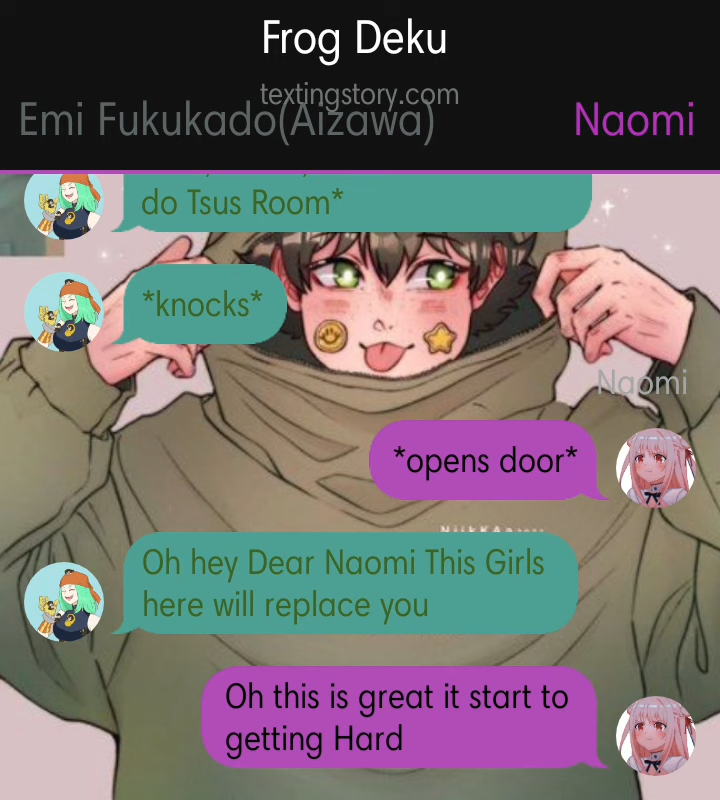 Frog Deku
textingstory.com
Emi Fukukado(Aizawa)
Naomi
do Tsus Room*
*knocks*
Naomi
*opens door*
Oh hey Dear Naomi This Girls
here will replace you
Oh this is great it start to
getting Hard